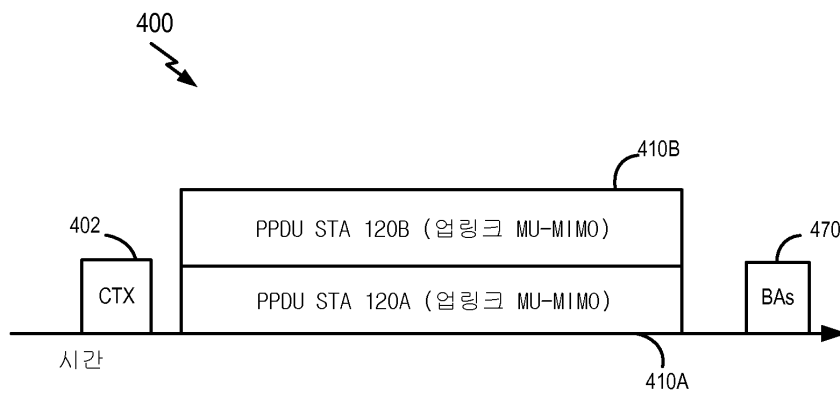 400
410B
PPDU STA 120B (업링크 MU-MIMO)
402
470
CTX
PPDU STA 120A (업링크 MU-MIMO)
BAs
시간
410A